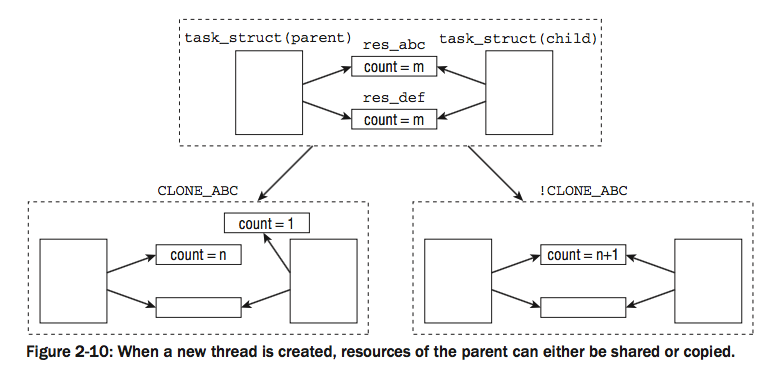 task_struct(parent)
res_abc
task_struct(child)
count = m
res_def
count = m
CLONE_ABC
!CLONE_ABC
count = 1
count = n
count = n+1
Figure 2-10: When a new thread is created, resources of the parent can either be shared or copied.